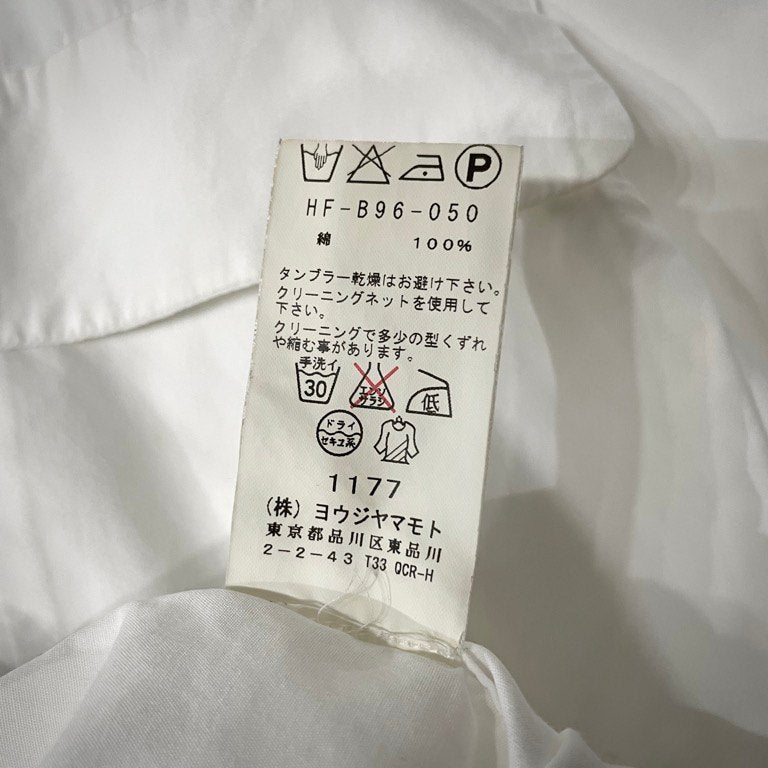 P
HF-B96-050
綿 100%
タンブラー乾燥はお避け下さい。
クリーニングネットを使用して
下さい。
クリーニングで多少の型くずれ
や縮む事があります。
手洗イ
30
エンソ
サラシ
低
ドライ
セキユ系
1177
(株) ヨウジヤマモト
東京都品川区東品川
2-2-43 T33 QCR-H